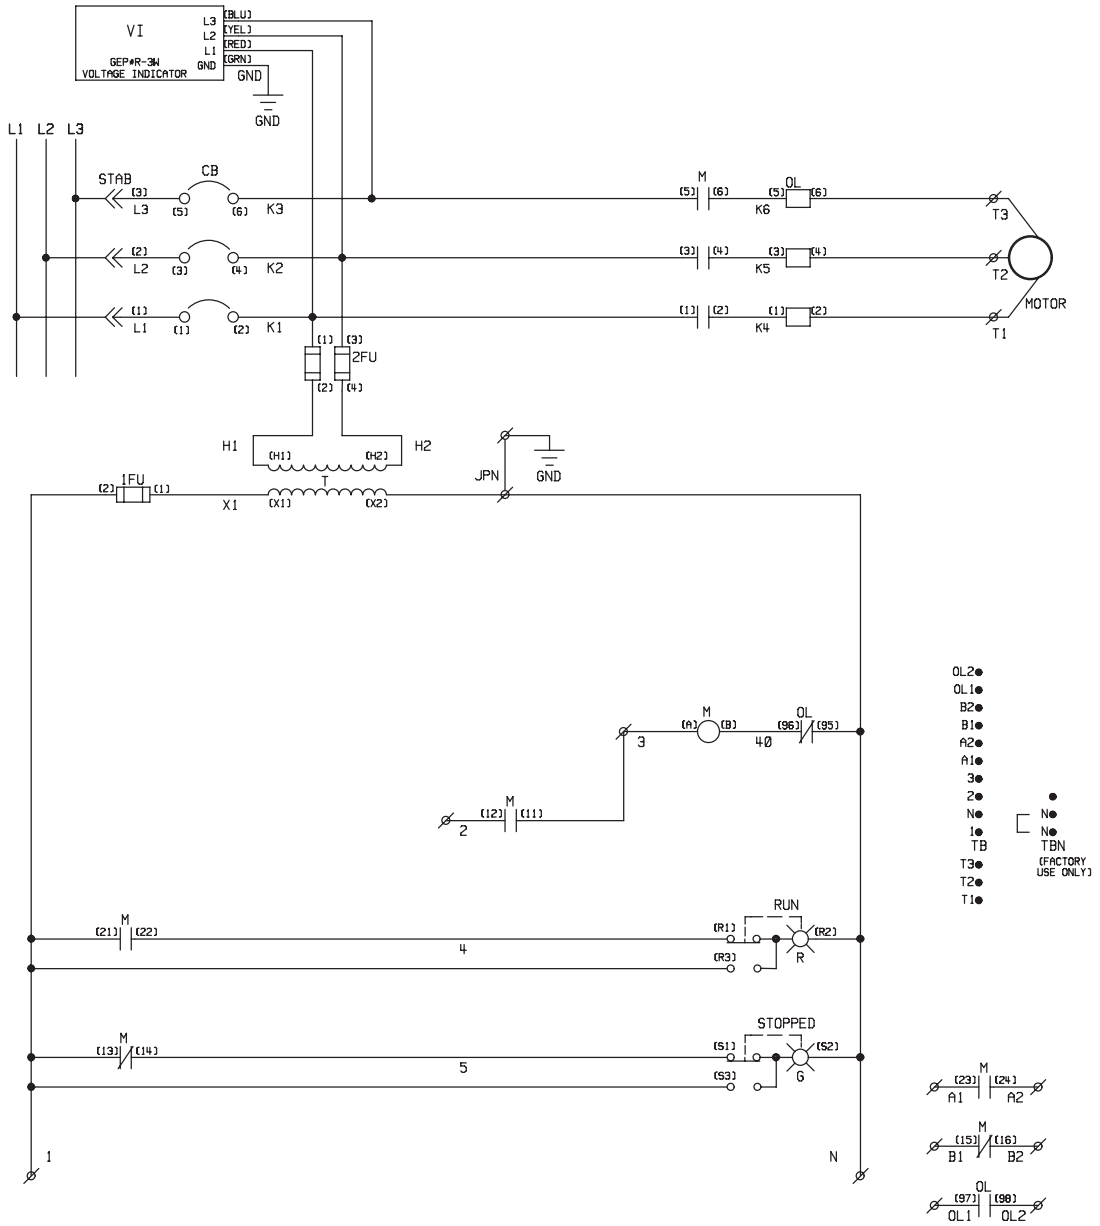 VI
GEP#R-3W
VOLTAGE INDICATOR
L3 (BLU)
L2 (YEL)
L1 (RED)
GND (GRN)
GND
GND
L1 L2 L3
STAB (3) CB M OL
L3 (5) (6) K3 (5) (6) K6 (5) (6) T3
(2)
L2 (3) (4) K2 (3) (4) K5 (3) (4) T2
MOTOR
(1)
L1 (1) (2) K1 (1) (2) K4 (1) (2) T1
(1) (3)
2FU
(2) (4)
H1 (H1) (H2) H2
T
JPN GND
1FU
(2) (1)
X1 (X1) (X2)
OL2
OL1
B2
B1
A2
A1
3
2
N N
1 N
TB TBN
(FACTORY
USE ONLY)
T3
T2
T1
M OL
3 (A) (B) 40 (96) (95)
M
2 (12) (11)
RUN
M
(21) (22) 4 (R1) (R2)
R
(R3)
STOPPED
M
(13) (14) 5 (S1) (S2)
G
(S3)
M
(23) (24)
A1 A2
M
(15) (16)
B1 B2
1 N
OL
(97) (98)
OL1 OL2